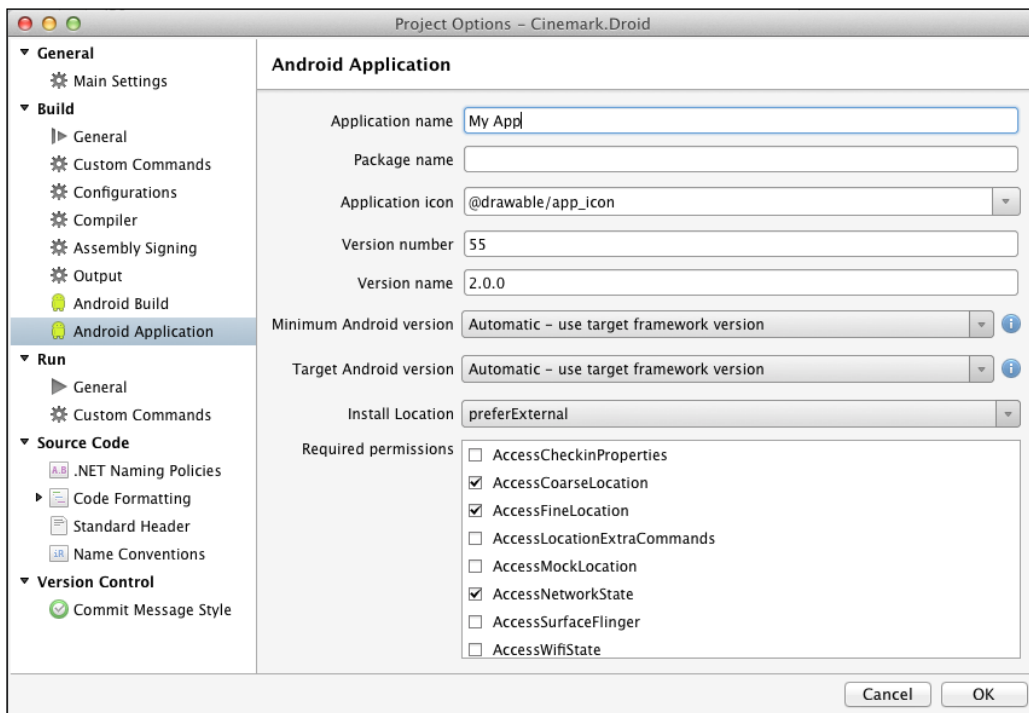 Project Options – Cinemark.Droid
General
Main Settings
Build
General
Custom Commands
Configurations
Compiler
Assembly Signing
Output
Android Build
Android Application
Run
General
Custom Commands
Source Code
A.B .NET Naming Policies
Code Formatting
Standard Header
iR Name Conventions
Version Control
Commit Message Style
Android Application
Application name My App
Package name
Application icon @drawable/app_icon
Version number 55
Version name 2.0.0
Minimum Android version Automatic – use target framework version i
Target Android version Automatic – use target framework version i
Install Location preferExternal
Required permissions AccessCheckinProperties
AccessCoarseLocation
AccessFineLocation
AccessLocationExtraCommands
AccessMockLocation
AccessNetworkState
AccessSurfaceFlinger
AccessWifiState
Cancel OK